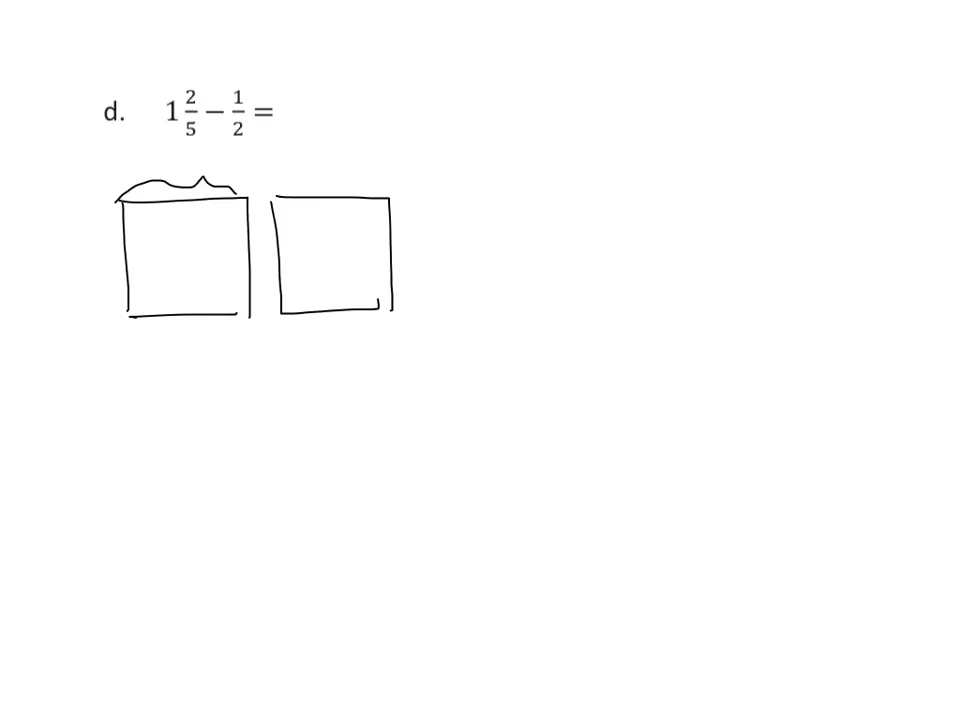 d. 1 2/5 − 1/2 =